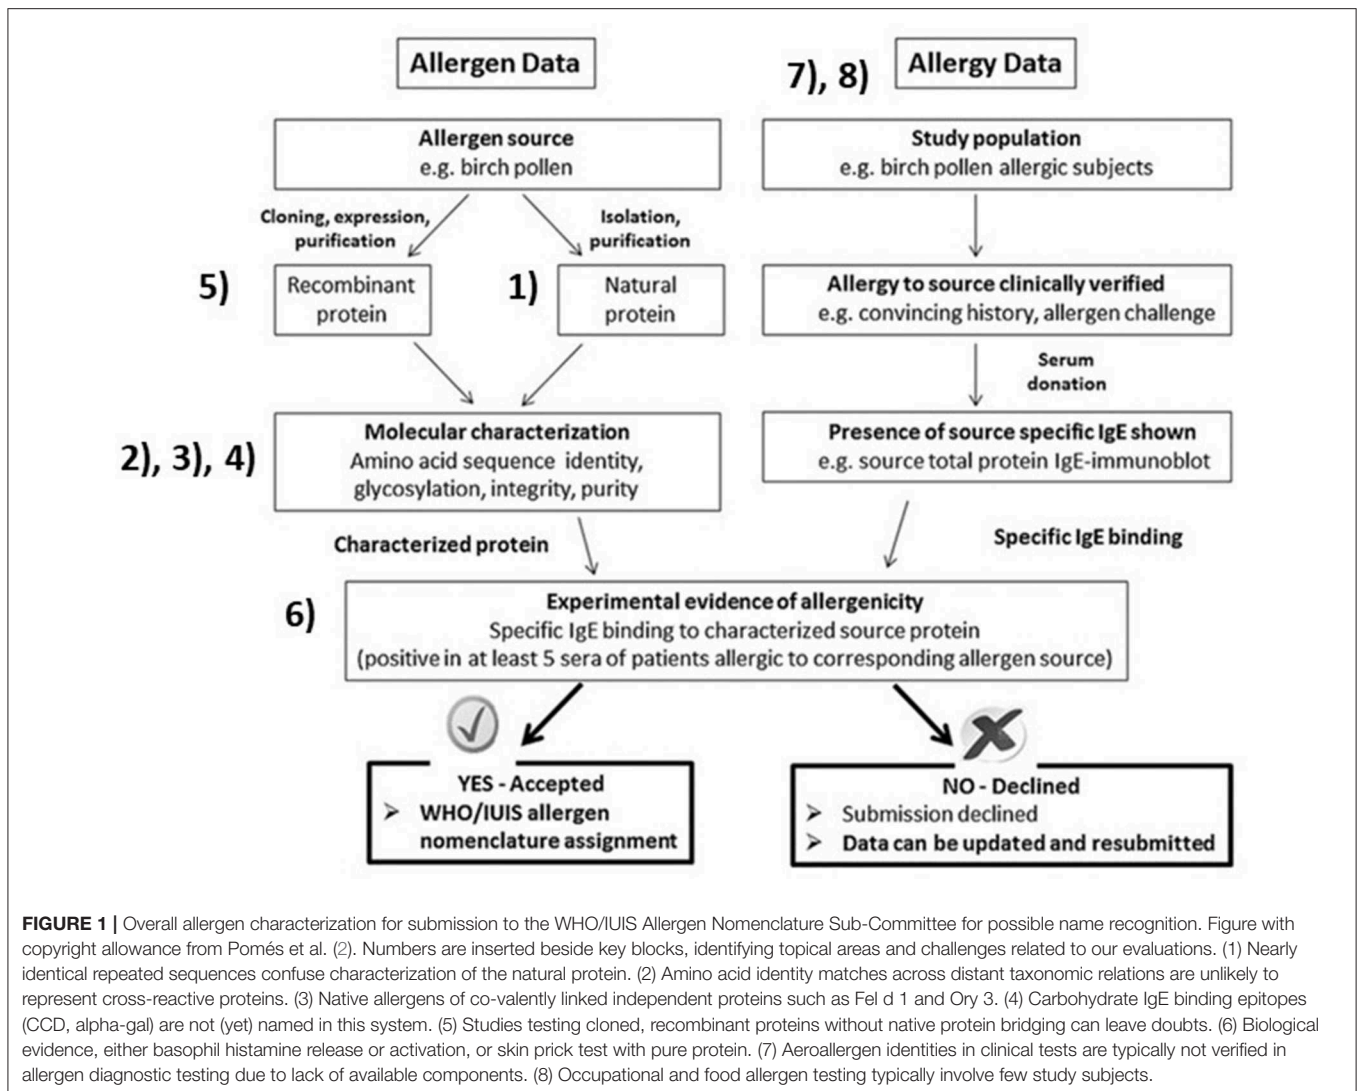 Allergen Data
7), 8)
Allergy Data
Allergen source
e.g. birch pollen
Study population
e.g. birch pollen allergic subjects
Cloning, expression,
purification
Isolation,
purification
5)
Recombinant
protein
1)
Natural
protein
Allergy to source clinically verified
e.g. convincing history, allergen challenge
Serum
donation
2), 3), 4)
Molecular characterization
Amino acid sequence identity,
glycosylation, integrity, purity
Presence of source specific IgE shown
e.g. source total protein IgE-immunoblot
Characterized protein
Specific IgE binding
6)
Experimental evidence of allergenicity
Specific IgE binding to characterized source protein
(positive in at least 5 sera of patients allergic to corresponding allergen source)
YES - Accepted
➢ WHO/IUIS allergen
nomenclature assignment
NO - Declined
➢ Submission declined
➢ Data can be updated and resubmitted
FIGURE 1 | Overall allergen characterization for submission to the WHO/IUIS Allergen Nomenclature Sub-Committee for possible name recognition. Figure with
copyright allowance from Pomés et al. (2). Numbers are inserted beside key blocks, identifying topical areas and challenges related to our evaluations. (1) Nearly
identical repeated sequences confuse characterization of the natural protein. (2) Amino acid identity matches across distant taxonomic relations are unlikely to
represent cross-reactive proteins. (3) Native allergens of co-valently linked independent proteins such as Fel d 1 and Ory 3. (4) Carbohydrate IgE binding epitopes
(CCD, alpha-gal) are not (yet) named in this system. (5) Studies testing cloned, recombinant proteins without native protein bridging can leave doubts. (6) Biological
evidence, either basophil histamine release or activation, or skin prick test with pure protein. (7) Aeroallergen identities in clinical tests are typically not verified in
allergen diagnostic testing due to lack of available components. (8) Occupational and food allergen testing typically involve few study subjects.